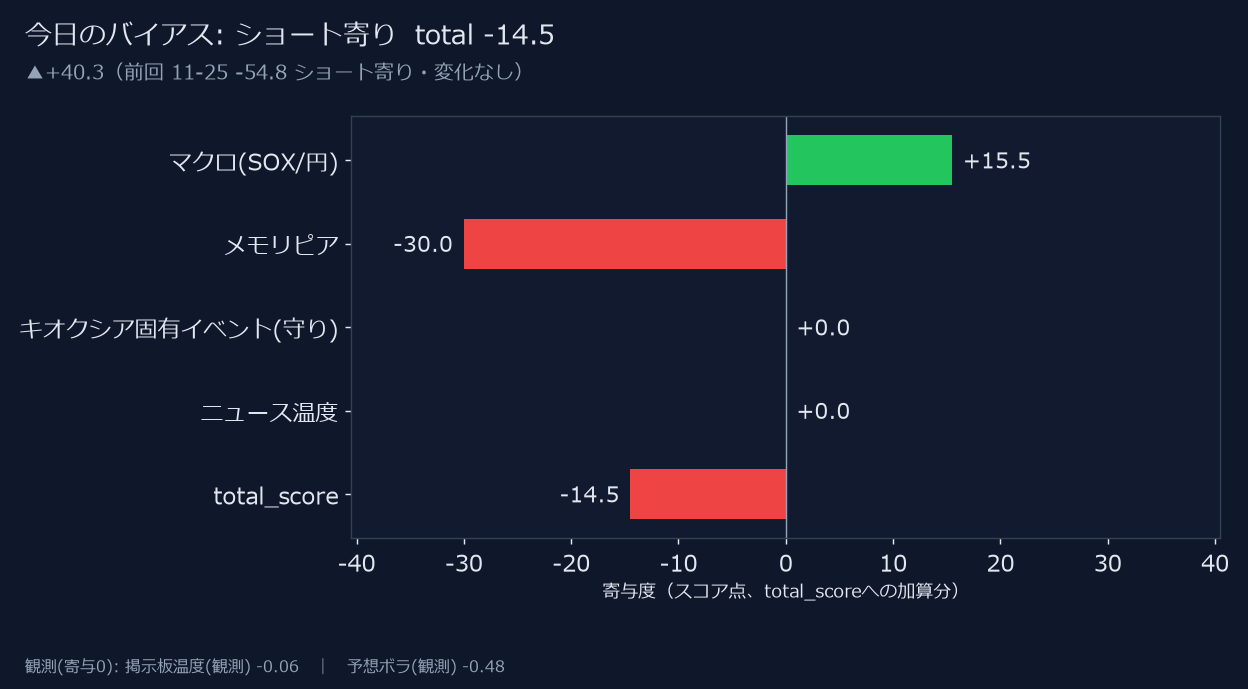 今日のバイアス: ショート寄り total -14.5
▲+40.3（前回 11-25 -54.8 ショート寄り・変化なし）
マクロ(SOX/円)
+15.5
メモリピア
-30.0
キオクシア固有イベント(守り)
+0.0
ニュース温度
+0.0
total_score
-14.5
-40 -30 -20 -10 0 10 20 30 40
寄与度（スコア点、total_scoreへの加算分）
観測(寄与0): 掲示板温度(観測) -0.06 ｜ 予想ボラ(観測) -0.48